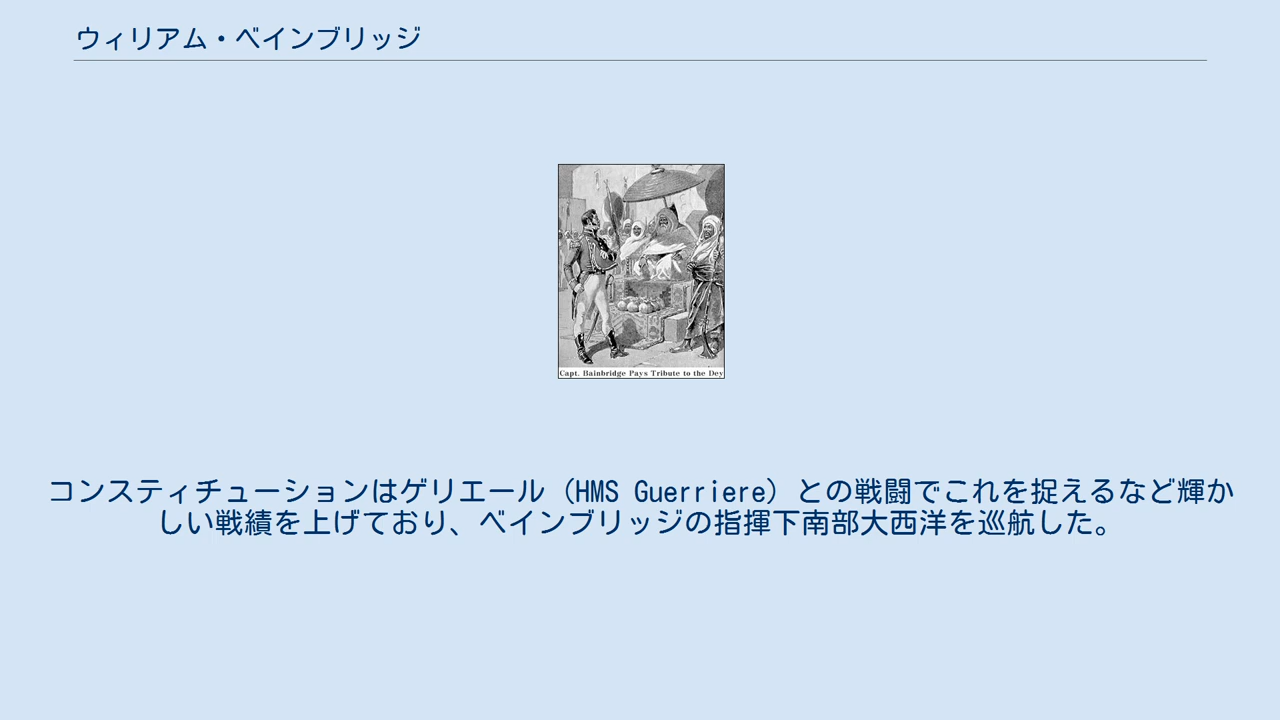 ウィリアム・ベインブリッジ
Capt. Bainbridge Pays Tribute to the Dey
コンスティチューションはゲリエール（HMS Guerriere）との戦闘でこれを捉えるなど輝か
しい戦績を上げており、ベインブリッジの指揮下南部大西洋を巡航した。